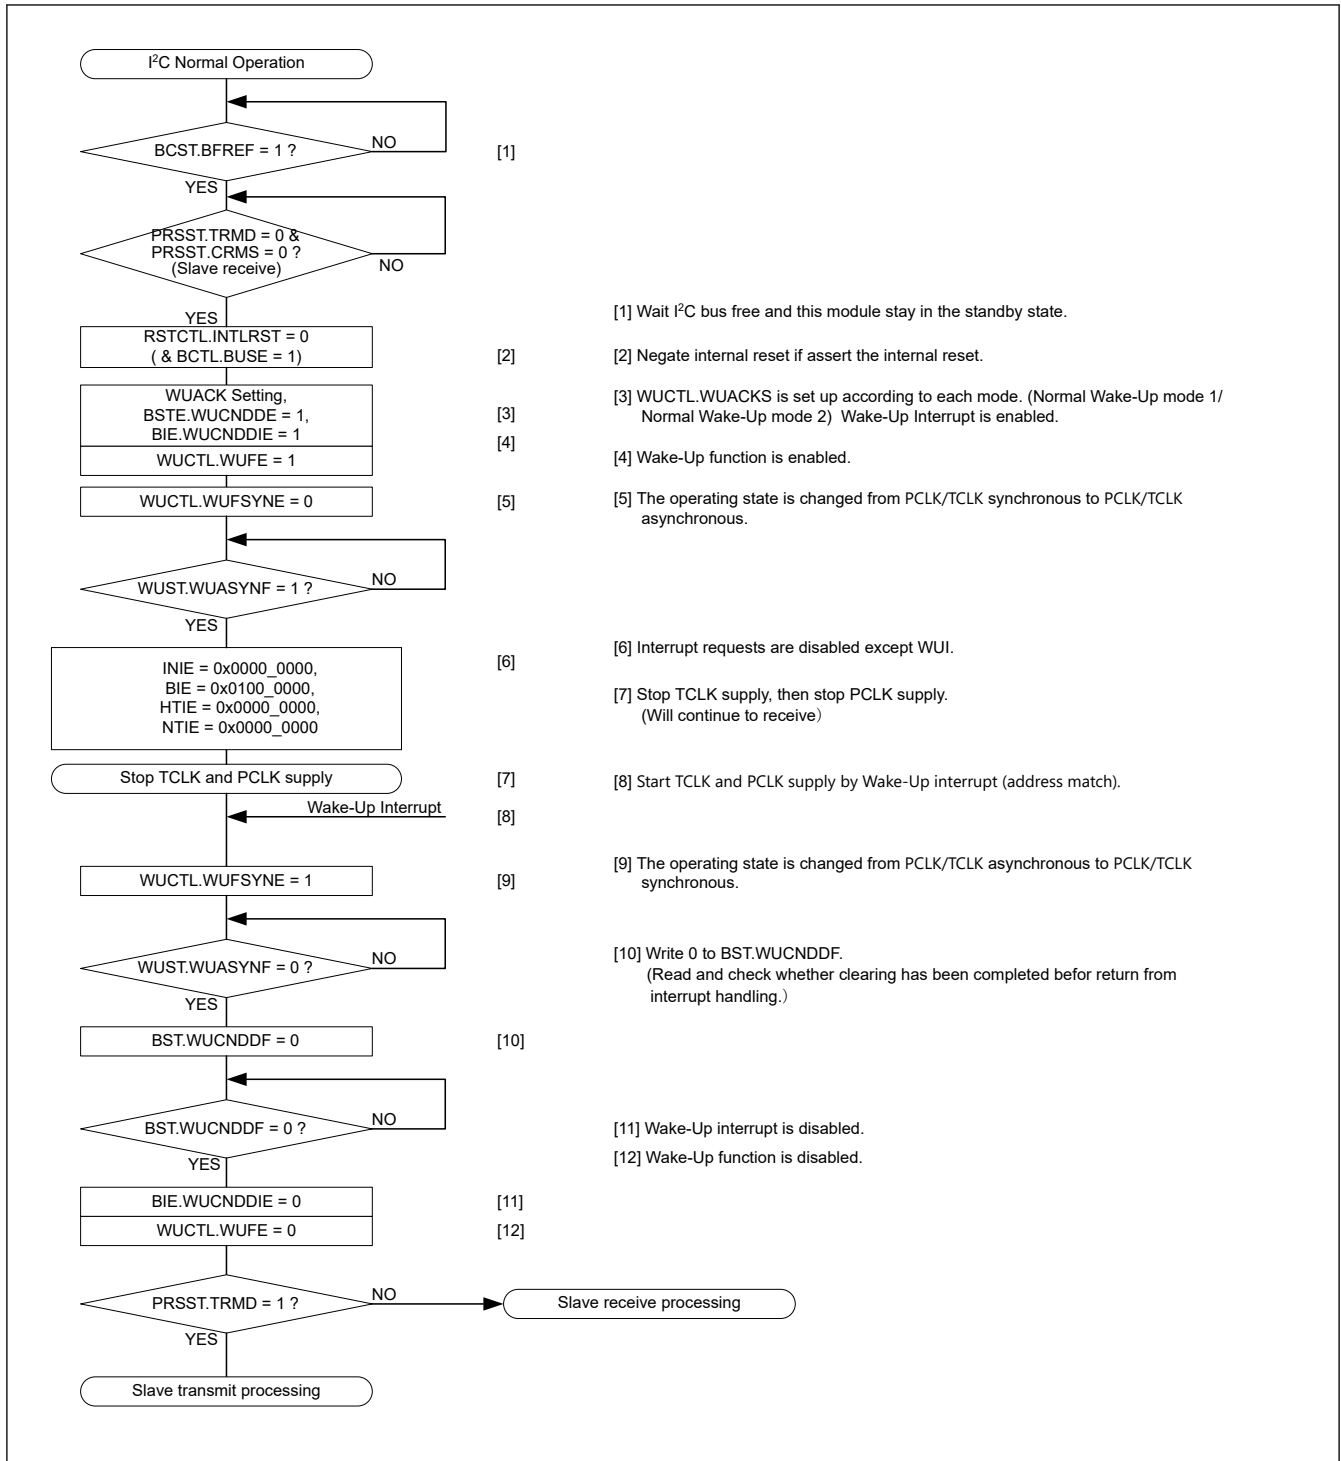 I²C Normal Operation
BCST.BFREF = 1 ?
NO
[1]
YES
PRSST.TRMD = 0 &
PRSST.CRMS = 0 ?
(Slave receive)
NO
YES
[1] Wait I²C bus free and this module stay in the standby state.
RSTCTL.INTLRST = 0
( & BCTL.BUSE = 1)
[2]
[2] Negate internal reset if assert the internal reset.
WUACK Setting,
BSTE.WUCNDDE = 1,
BIE.WUCNDDIE = 1
[3]
[3] WUCTL.WUACKS is set up according to each mode. (Normal Wake-Up mode 1/
Normal Wake-Up mode 2)  Wake-Up Interrupt is enabled.
[4]
WUCTL.WUFE = 1
[4] Wake-Up function is enabled.
WUCTL.WUFSYNE = 0
[5]
[5] The operating state is changed from PCLK/TCLK synchronous to PCLK/TCLK
asynchronous.
WUST.WUASYNF = 1 ?
NO
YES
INIE = 0x0000_0000,
BIE = 0x0100_0000,
HTIE = 0x0000_0000,
NTIE = 0x0000_0000
[6]
[6] Interrupt requests are disabled except WUI.
[7] Stop TCLK supply, then stop PCLK supply.
(Will continue to receive）
Stop TCLK and PCLK supply
[7]
[8] Start TCLK and PCLK supply by Wake-Up interrupt (address match).
Wake-Up Interrupt
[8]
WUCTL.WUFSYNE = 1
[9]
[9] The operating state is changed from PCLK/TCLK asynchronous to PCLK/TCLK
synchronous.
WUST.WUASYNF = 0 ?
NO
YES
[10] Write 0 to BST.WUCNDDF.
(Read and check whether clearing has been completed befor return from
interrupt handling.）
BST.WUCNDDF = 0
[10]
BST.WUCNDDF = 0 ?
NO
YES
[11] Wake-Up interrupt is disabled.
[12] Wake-Up function is disabled.
BIE.WUCNDDIE = 0
[11]
WUCTL.WUFE = 0
[12]
PRSST.TRMD = 1 ?
NO
Slave receive processing
YES
Slave transmit processing